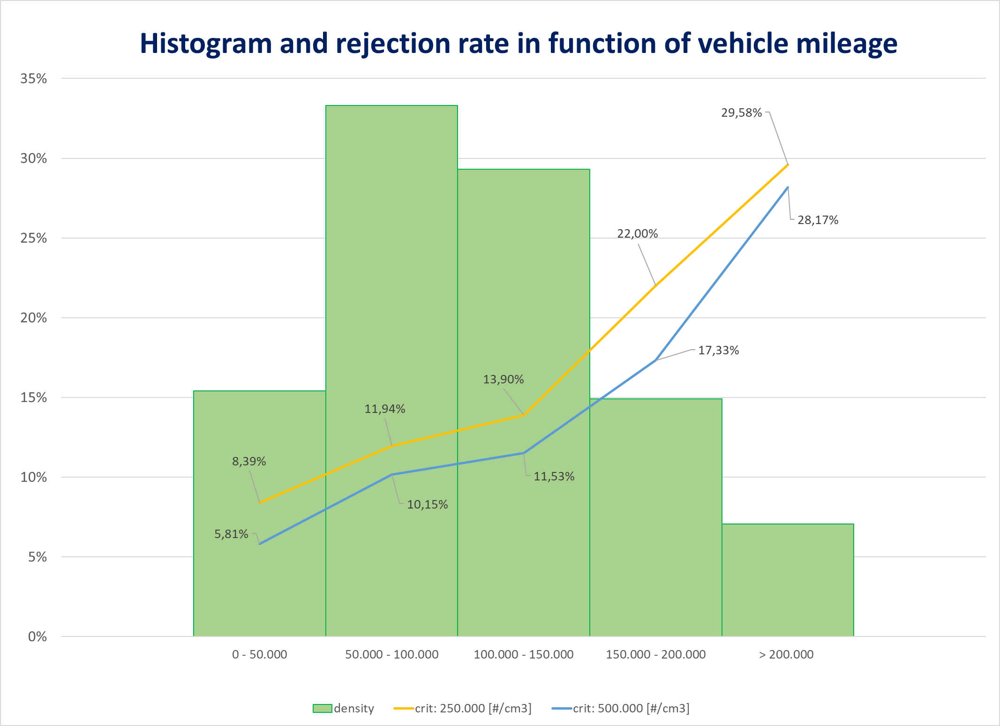 Histogram and rejection rate in function of vehicle mileage
35%
30%
25%
20%
15%
10%
5%
0%
29,58%
28,17%
22,00%
17,33%
13,90%
11,94%
8,39%
11,53%
10,15%
5,81%
0 - 50.000
50.000 - 100.000
100.000 - 150.000
150.000 - 200.000
> 200.000
density
crit: 250.000 [#/cm3]
crit: 500.000 [#/cm3]